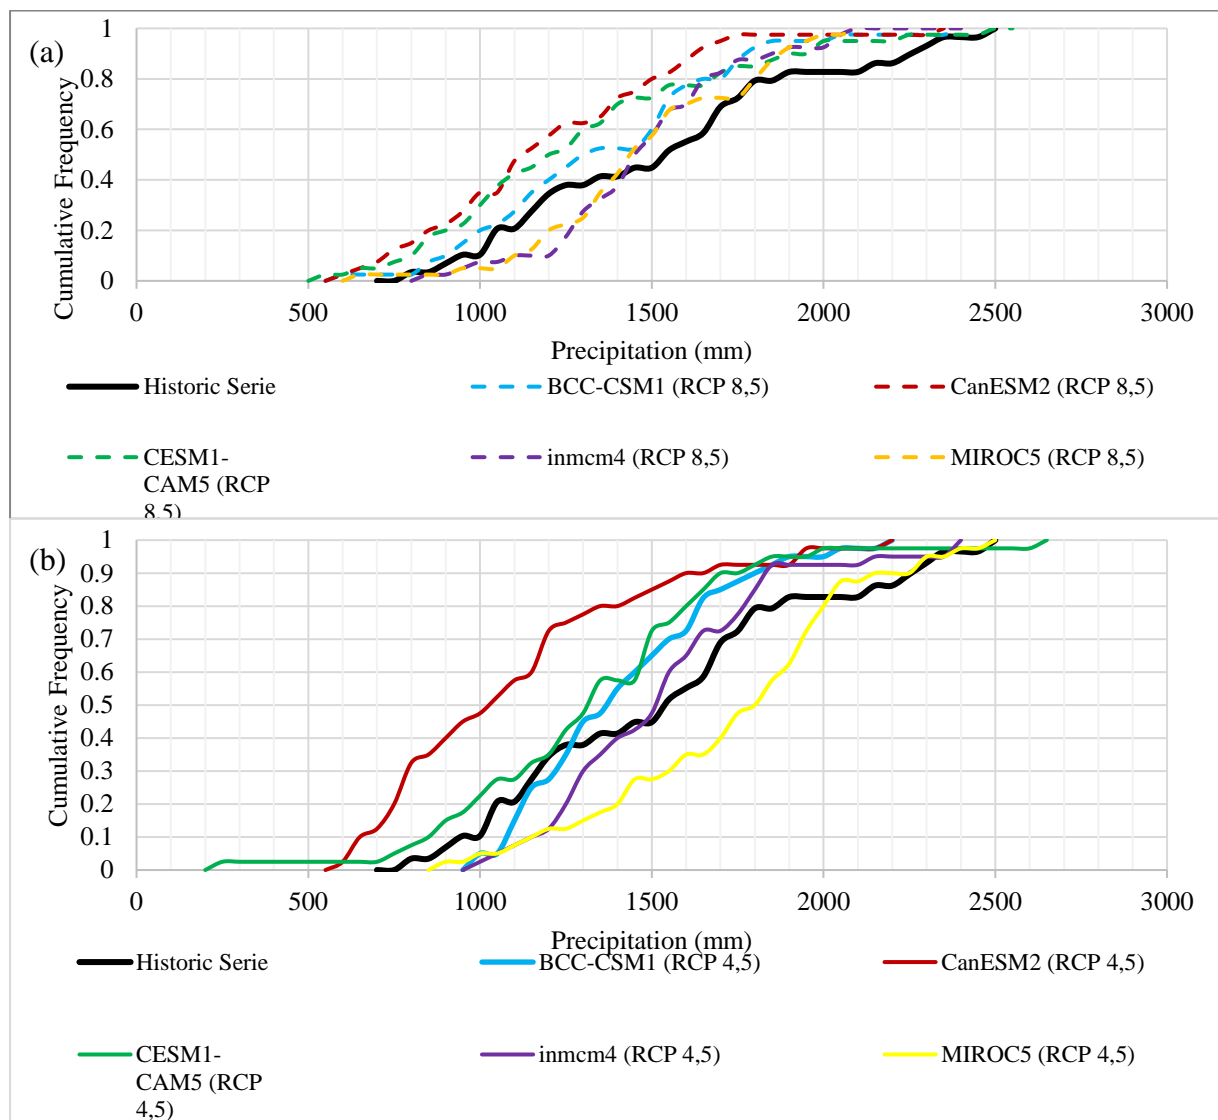 (a)
Cumulative Frequency
1
0.8
0.6
0.4
0.2
0
0 500 1000 1500 2000 2500 3000
Precipitation (mm)
Historic Serie
BCC-CSM1 (RCP 8,5)
CanESM2 (RCP 8,5)
CESM1-
CAM5 (RCP
8,5)
inmcm4 (RCP 8,5)
MIROC5 (RCP 8,5)
(b)
Cumulative Frequency
1
0.9
0.8
0.7
0.6
0.5
0.4
0.3
0.2
0.1
0
0 500 1000 1500 2000 2500 3000
Precipitation (mm)
Historic Serie
BCC-CSM1 (RCP 4,5)
CanESM2 (RCP 4,5)
CESM1-
CAM5 (RCP
4,5)
inmcm4 (RCP 4,5)
MIROC5 (RCP 4,5)